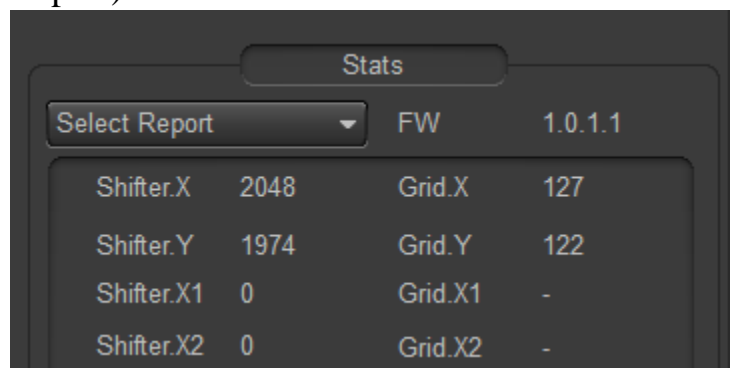 Stats
Select Report FW 1.0.1.1
Shifter.X 2048 Grid.X 127
Shifter.Y 1974 Grid.Y 122
Shifter.X1 0 Grid.X1 -
Shifter.X2 0 Grid.X2 -